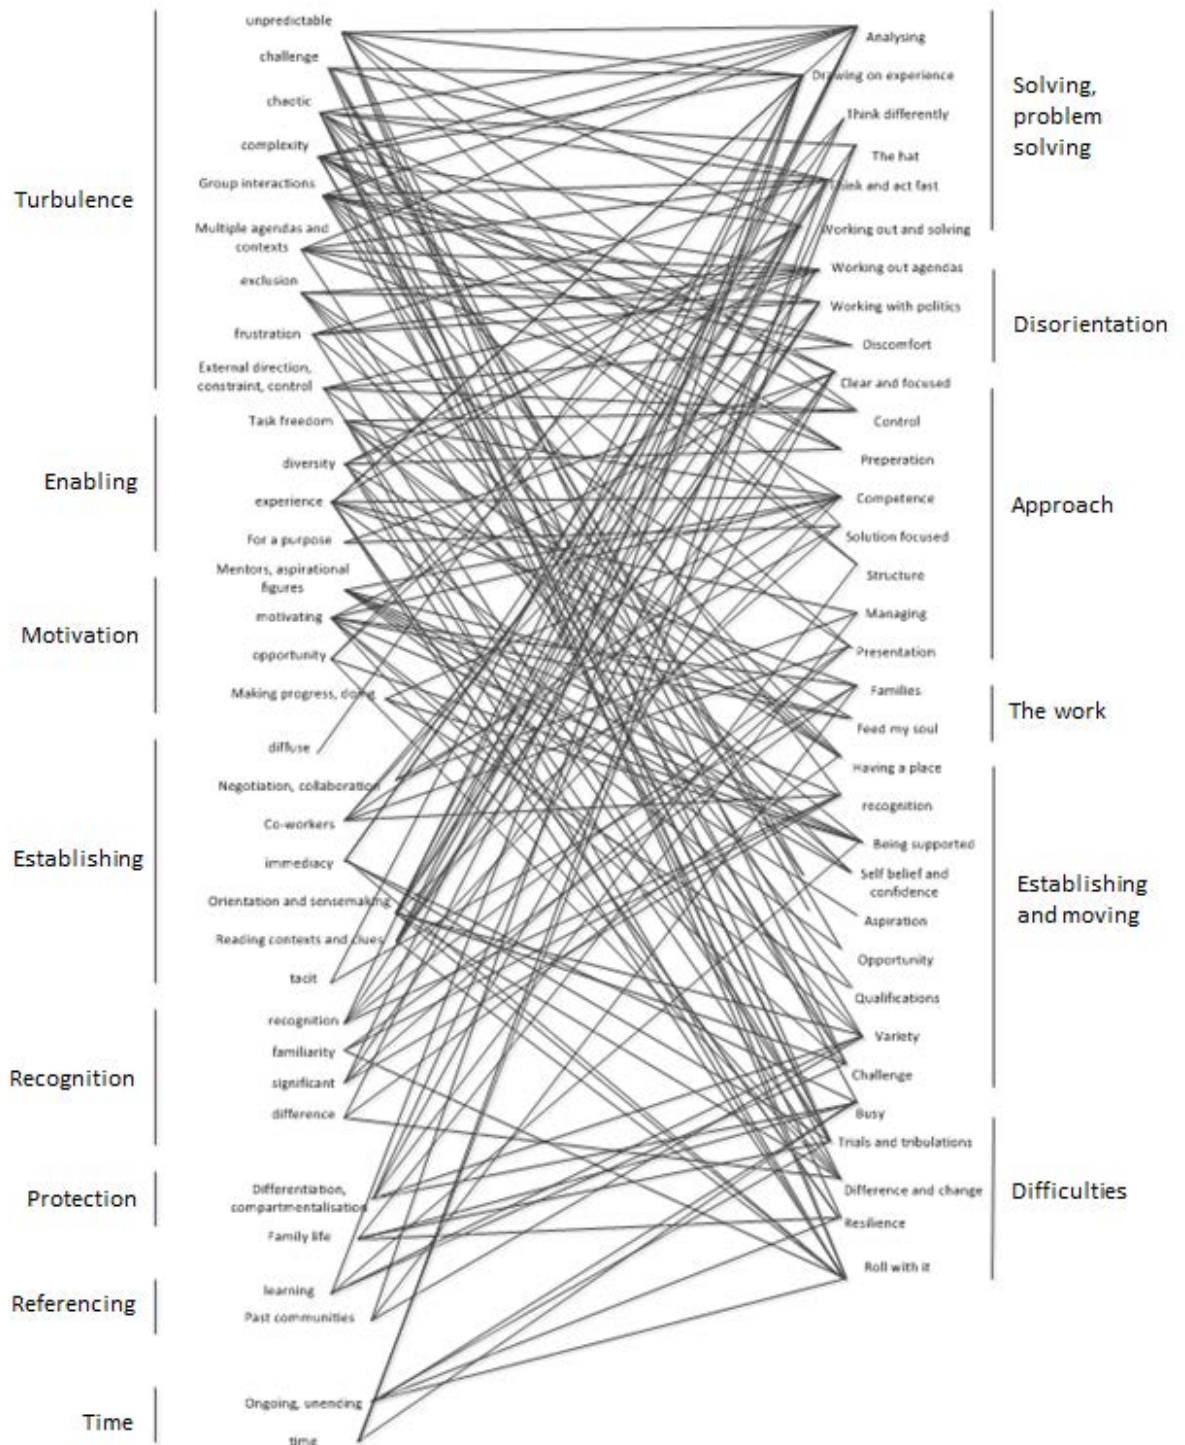 Turbulence
Enabling
Motivation
Establishing
Recognition
Protection
Referencing
Time
unpredictable
challenge
chaotic
complexity
Group interactions
Multiple agendas and
contexts
exclusion
frustration
External direction,
constraint, control
Task freedom
diversity
experience
For a purpose
Mentors, aspirational
figures
motivating
opportunity
Making progress, doing
diffuse
Negotiation, collaboration
Co-workers
immediacy
Orientation and sensemaking
Reading contexts and clues
tacit
recognition
familiarity
significant
difference
Differentiation,
compartmentalisation
Family life
learning
Past communities
Ongoing, unending
time
Analysing
Drawing on experience
Think differently
The hat
Think and act fast
Working out and solving
Working out agendas
Working with politics
Discomfort
Clear and focused
Control
Preperation
Competence
Solution focused
Structure
Managing
Presentation
Families
Feed my soul
Having a place
recognition
Being supported
Self belief and
confidence
Aspiration
Opportunity
Qualifications
Variety
Challenge
Busy
Trials and tribulations
Difference and change
Resilience
Roll with it
Solving,
problem
solving
Disorientation
Approach
The work
Establishing
and moving
Difficulties